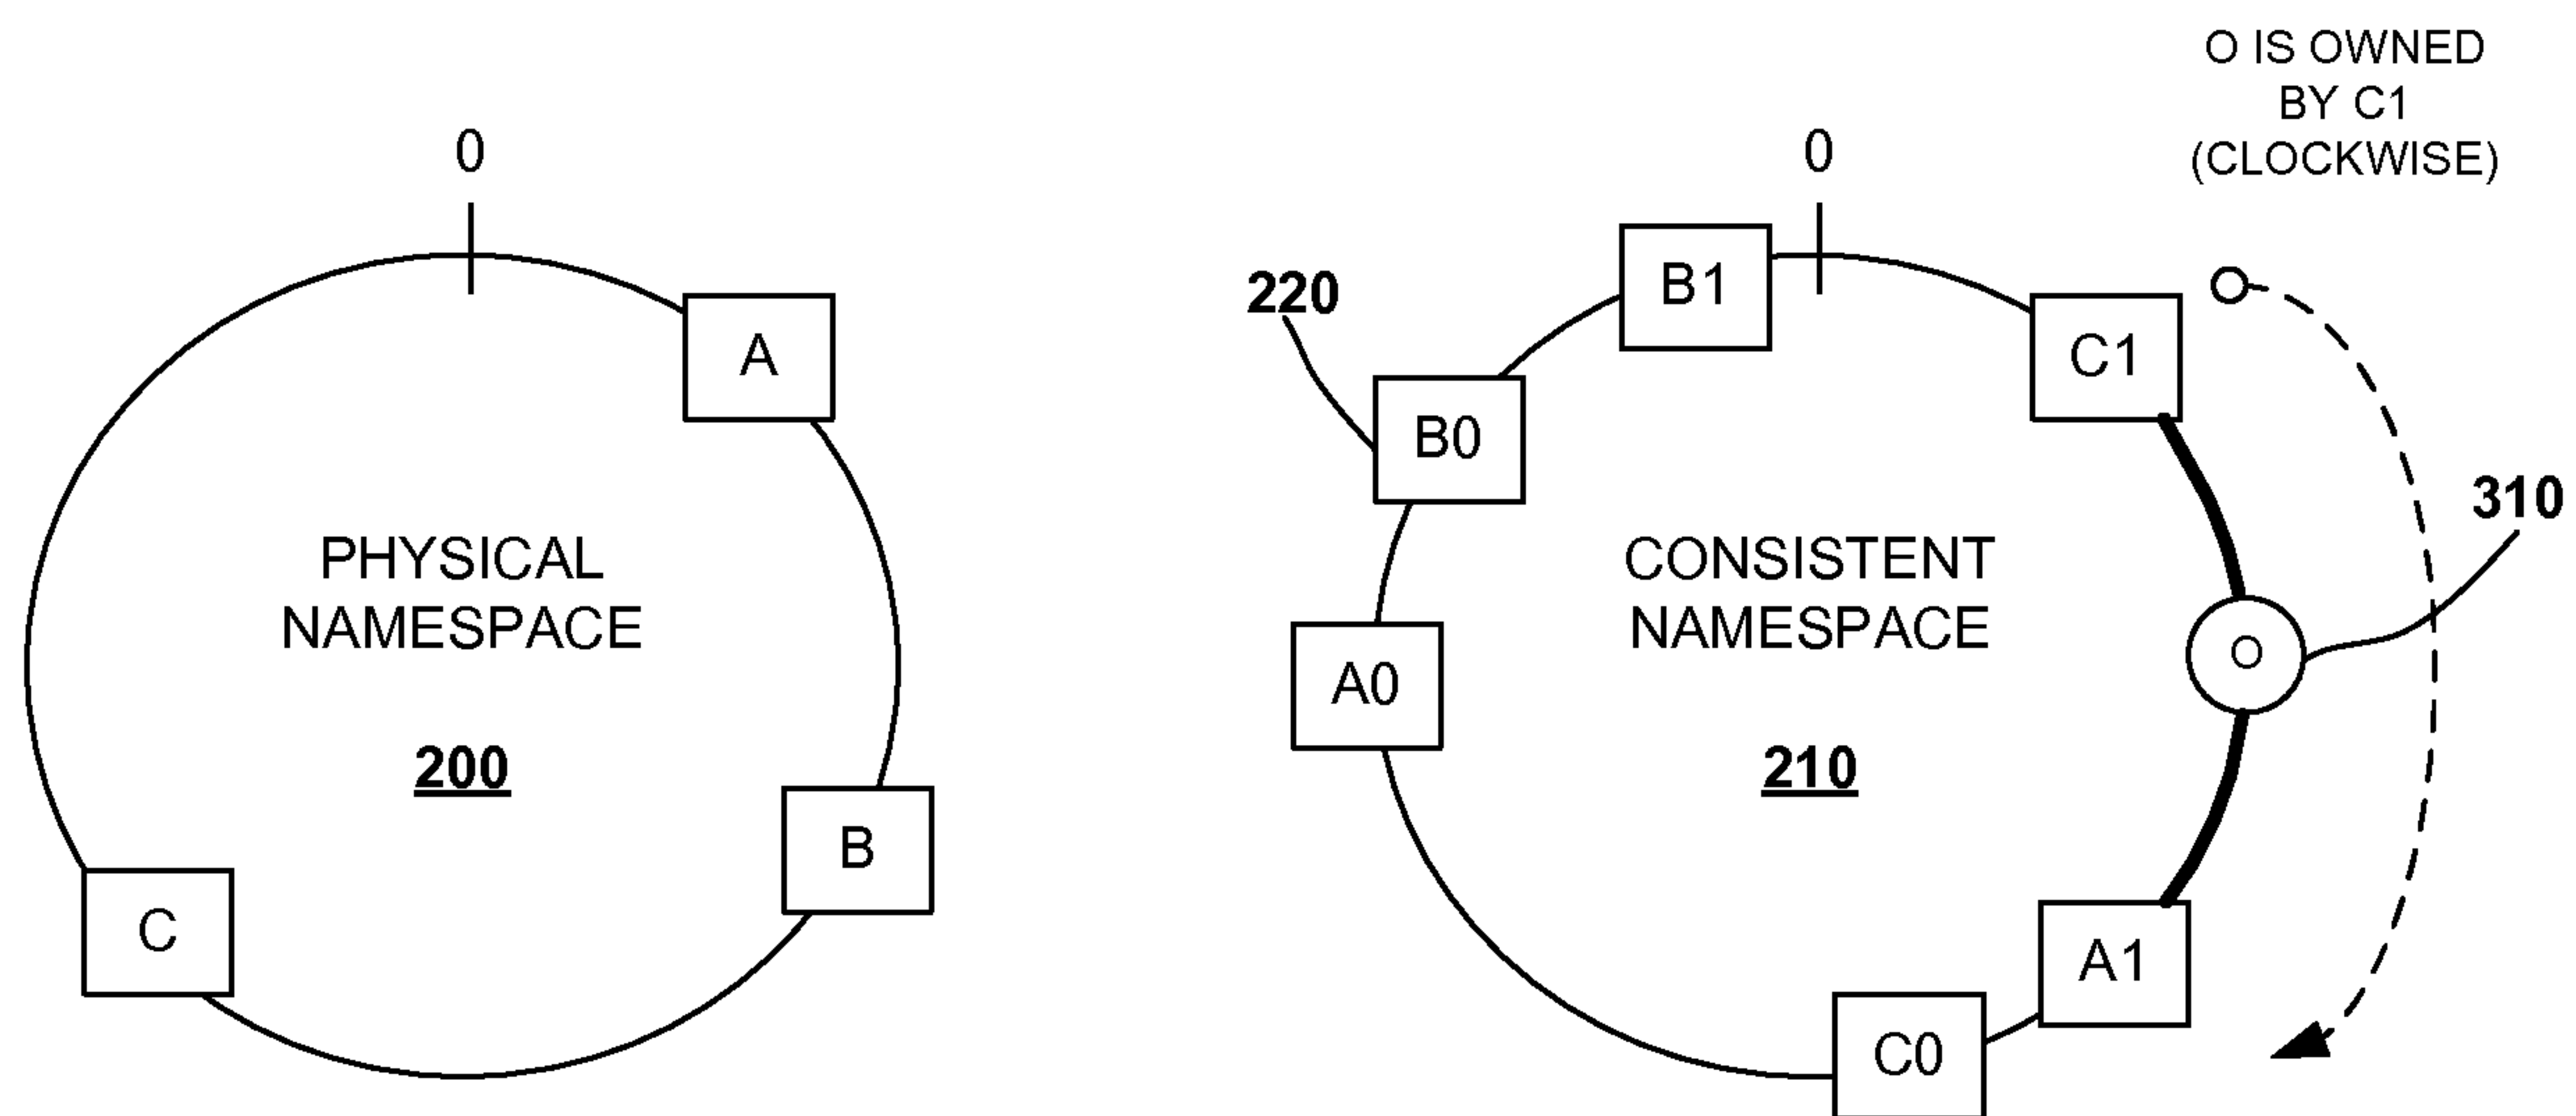 O IS OWNED
BY C1
(CLOCKWISE)
0
A
PHYSICAL
NAMESPACE
200
B
C
0
B1
220
C1
B0
310
CONSISTENT
NAMESPACE
O
A0
210
A1
C0